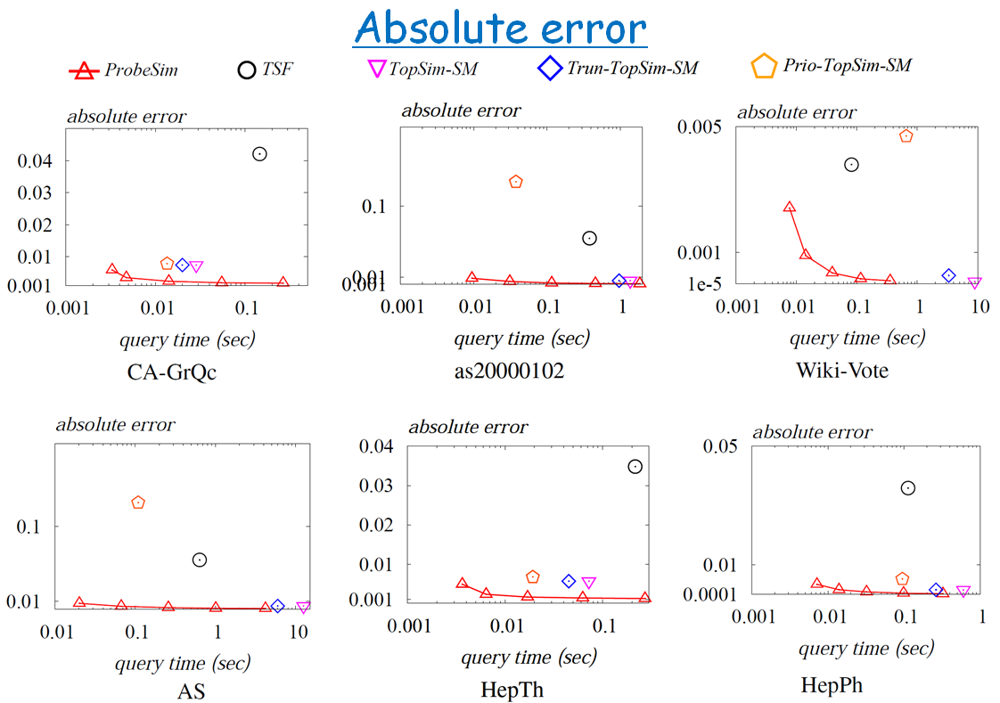 Absolute error
ProbeSim TSF TopSim-SM Trun-TopSim-SM Prio-TopSim-SM
absolute error
0.04
0.03
0.02
0.01
0.001
0.001 0.01 0.1
query time (sec)
CA-GrQc
absolute error
0.1
0.01
0.001
0.001 0.01 0.1 1
query time (sec)
as20000102
absolute error
0.005
0.001
1e-5
0.001 0.01 0.1 1 10
query time (sec)
Wiki-Vote
absolute error
0.1
0.01
0.01 0.1 1 10
query time (sec)
AS
absolute error
0.04
0.03
0.02
0.01
0.001
0.001 0.01 0.1
query time (sec)
HepTh
absolute error
0.05
0.01
0.0001
0.001 0.01 0.1 1
query time (sec)
HepPh